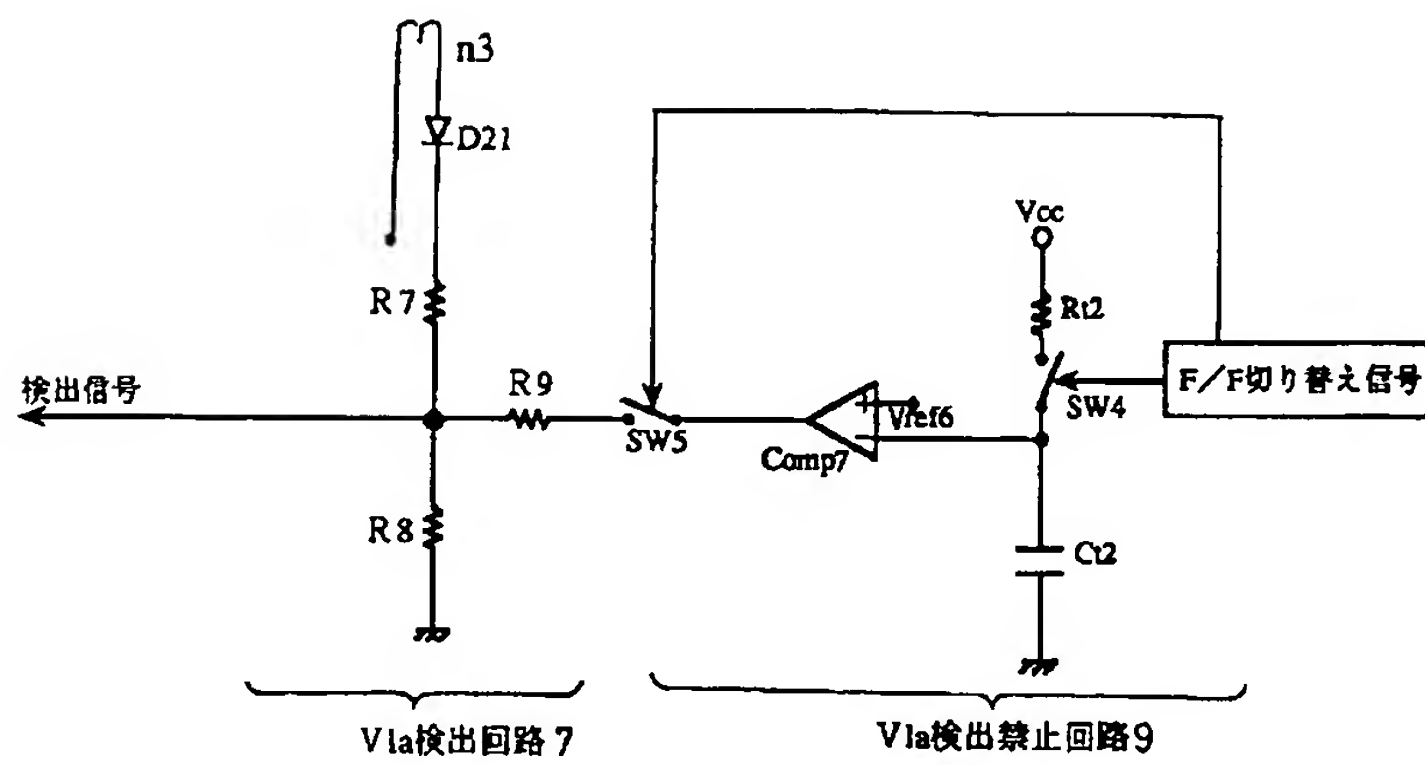 n3
D21
Vcc
R7
Rt2
検出信号
R9
F/F切り替え信号
SW4
Vref6
SW5
Comp7
R8
Ct2
Vla検出回路7
Vla検出禁止回路9